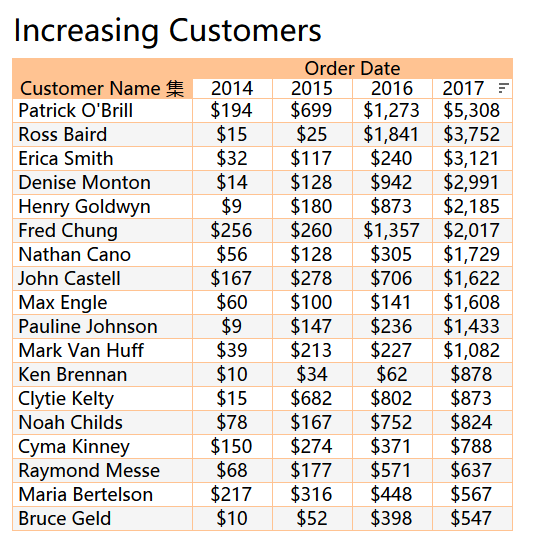 Increasing Customers
Order Date
Customer Name 集 2014 2015 2016 2017
Patrick O'Brill $194 $699 $1,273 $5,308
Ross Baird $15 $25 $1,841 $3,752
Erica Smith $32 $117 $240 $3,121
Denise Monton $14 $128 $942 $2,991
Henry Goldwyn $9 $180 $873 $2,185
Fred Chung $256 $260 $1,357 $2,017
Nathan Cano $56 $128 $305 $1,729
John Castell $167 $278 $706 $1,622
Max Engle $60 $100 $141 $1,608
Pauline Johnson $9 $147 $236 $1,433
Mark Van Huff $39 $213 $227 $1,082
Ken Brennan $10 $34 $62 $878
Clytie Kelty $15 $682 $802 $873
Noah Childs $78 $167 $752 $824
Cyma Kinney $150 $274 $371 $788
Raymond Messe $68 $177 $571 $637
Maria Bertelson $217 $316 $448 $567
Bruce Geld $10 $52 $398 $547